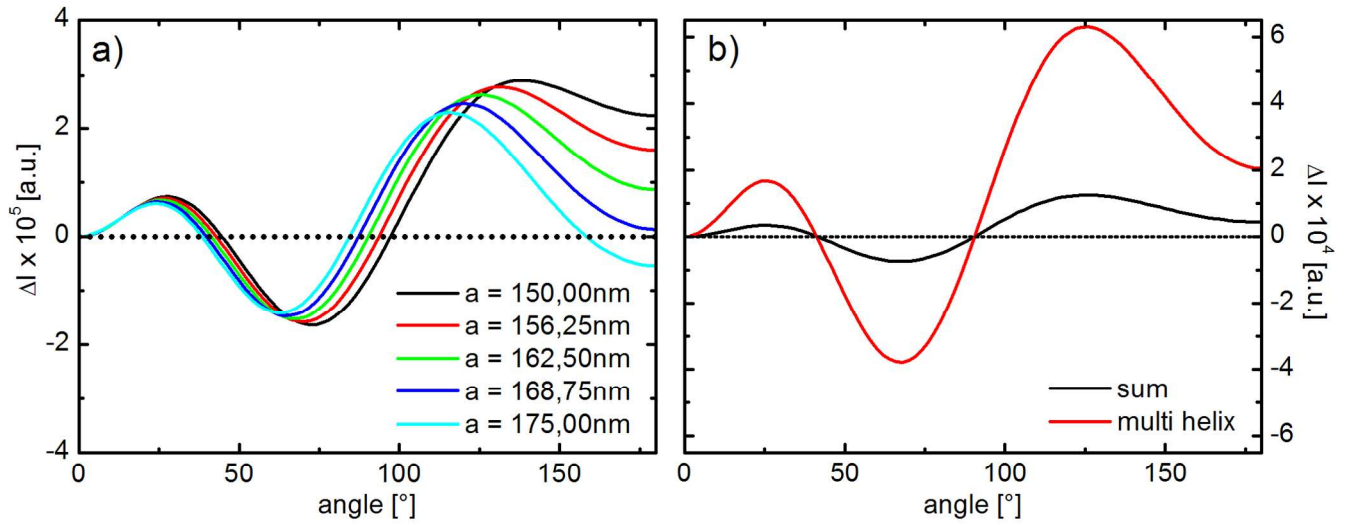 a)
4
2
0
-2
-4
ΔI x 10⁵ [a.u.]
a = 150,00nm
a = 156,25nm
a = 162,50nm
a = 168,75nm
a = 175,00nm
0 50 100 150
angle [°]
b)
6
4
2
0
-2
-4
-6
ΔI x 10⁴ [a.u.]
sum
multi helix
0 50 100 150
angle [°]